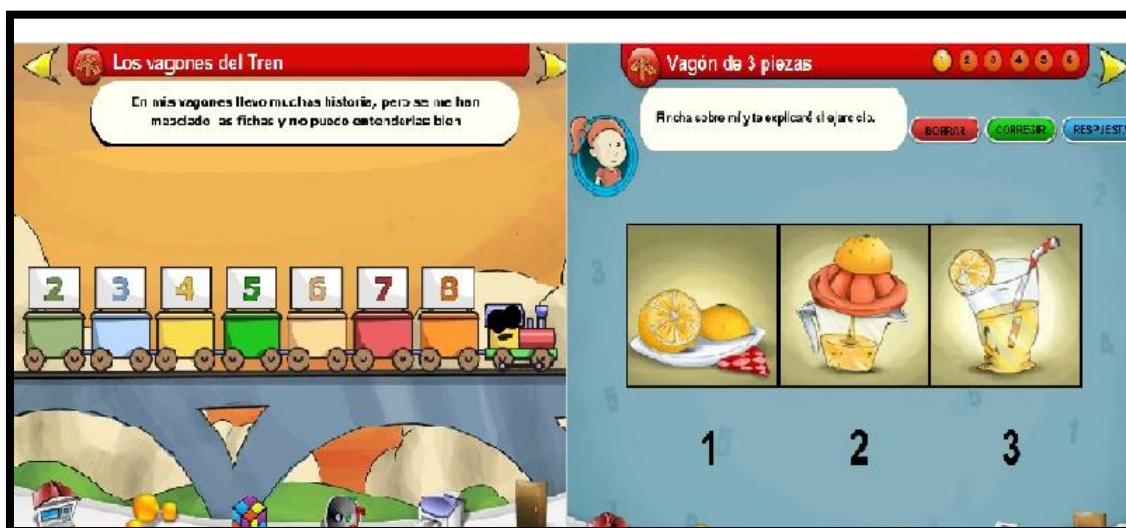 Los vagones del Tren
En mis vagones llevo muchas historia, pero se me han
mezclado las fichas y no puedo entenderlas bien
2 3 4 5 6 7 8
Vagón de 3 piezas
1 2 3 4 5 6
Pincha sobre mí y te explicaré el ejercicio.
BORRAR CORREGIR RESPUESTA
1 2 3